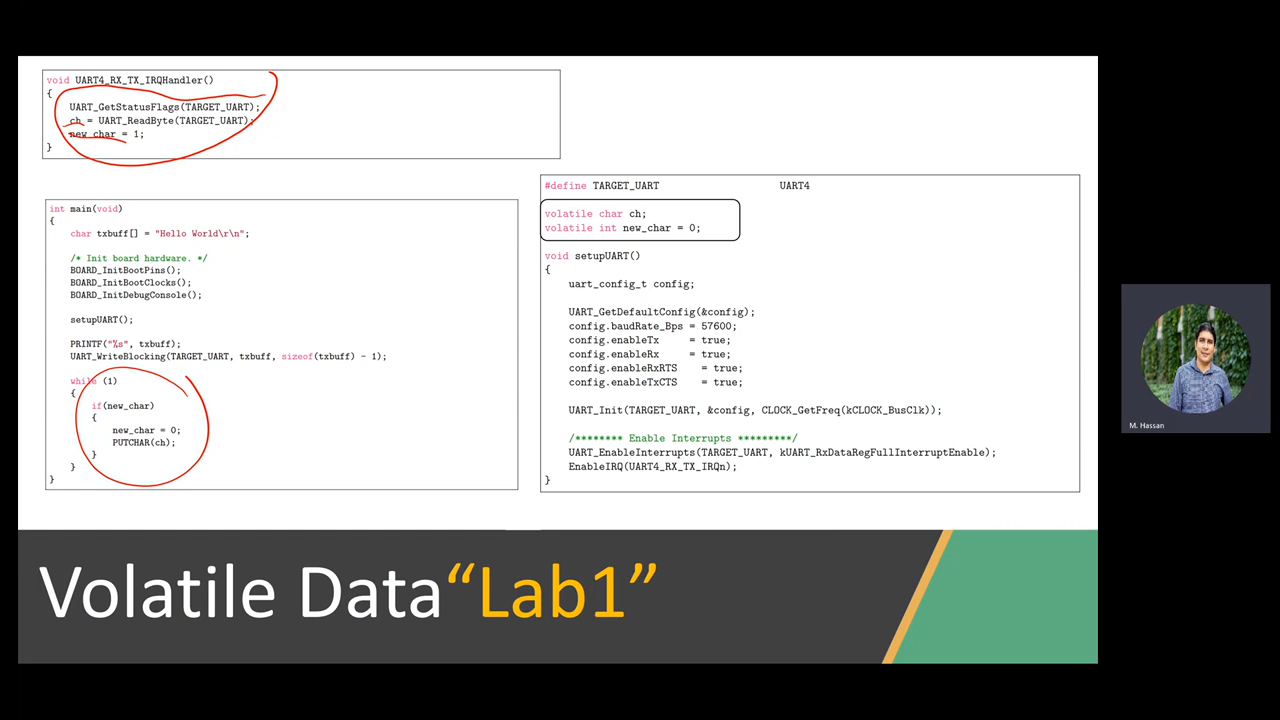 void UART4_RX_TX_IRQHandler()
{
UART_GetStatusFlags(TARGET_UART);
ch = UART_ReadByte(TARGET_UART);
new_char = 1;
}
int main(void)
{
char txbuff[] = "Hello World\r\n";
/* Init board hardware. */
BOARD_InitBootPins();
BOARD_InitBootClocks();
BOARD_InitDebugConsole();
setupUART();
PRINTF("%s", txbuff);
UART_WriteBlocking(TARGET_UART, txbuff, sizeof(txbuff) - 1);
while (1)
{
if(new_char)
{
new_char = 0;
PUTCHAR(ch);
}
}
}
#define TARGET_UART UART4
volatile char ch;
volatile int new_char = 0;
void setupUART()
{
uart_config_t config;
UART_GetDefaultConfig(&config);
config.baudRate_Bps = 57600;
config.enableTx = true;
config.enableRx = true;
config.enableRxRTS = true;
config.enableTxCTS = true;
UART_Init(TARGET_UART, &config, CLOCK_GetFreq(kCLOCK_BusClk));
/******** Enable Interrupts *********/
UART_EnableInterrupts(TARGET_UART, kUART_RxDataRegFullInterruptEnable);
EnableIRQ(UART4_RX_TX_IRQn);
}
Volatile Data“Lab1”
M. Hassan